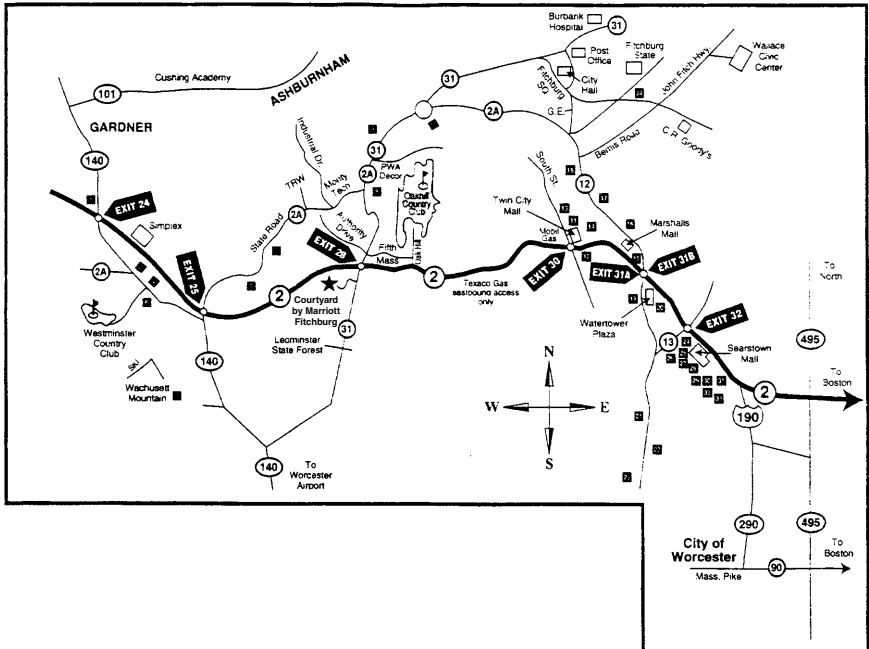 Burbank
Hospital
31
Post
Office
Fitchburg
State
Wallace
Civic
Center
John Fitch Hwy.
City
Hall
Fitchburg
SQ
G.E.
Bemis Road
C.R. Goody's
Cushing Academy
101
ASHBURNHAM
GARDNER
140
31
2A
31
2A
Industrial Dr.
Monty
Tech
TRW
PWA
Decor
Oakhill
Country
Club
Oak Hill
South St.
12
Twin City
Mall
Marshalls
Mall
Mobil
Gas
EXIT 24
Simplex
State Road
2A
Authority
Drive
EXIT 28
Fifth
Mass
2A
EXIT 25
2
Courtyard
by Marriott
Fitchburg
2
Texaco Gas
eastbound access
only
EXIT 30
EXIT 31A
EXIT 31B
To
North
Westminster
Country
Club
31
Leominster
State Forest
Watertower
Plaza
EXIT 32
13
Searstown
Mall
495
140
Ski
Wachusett
Mountain
N
W
E
S
To
Boston
2
190
140
To
Worcester
Airport
290
495
City of
Worcester
To
Boston
Mass. Pike
90